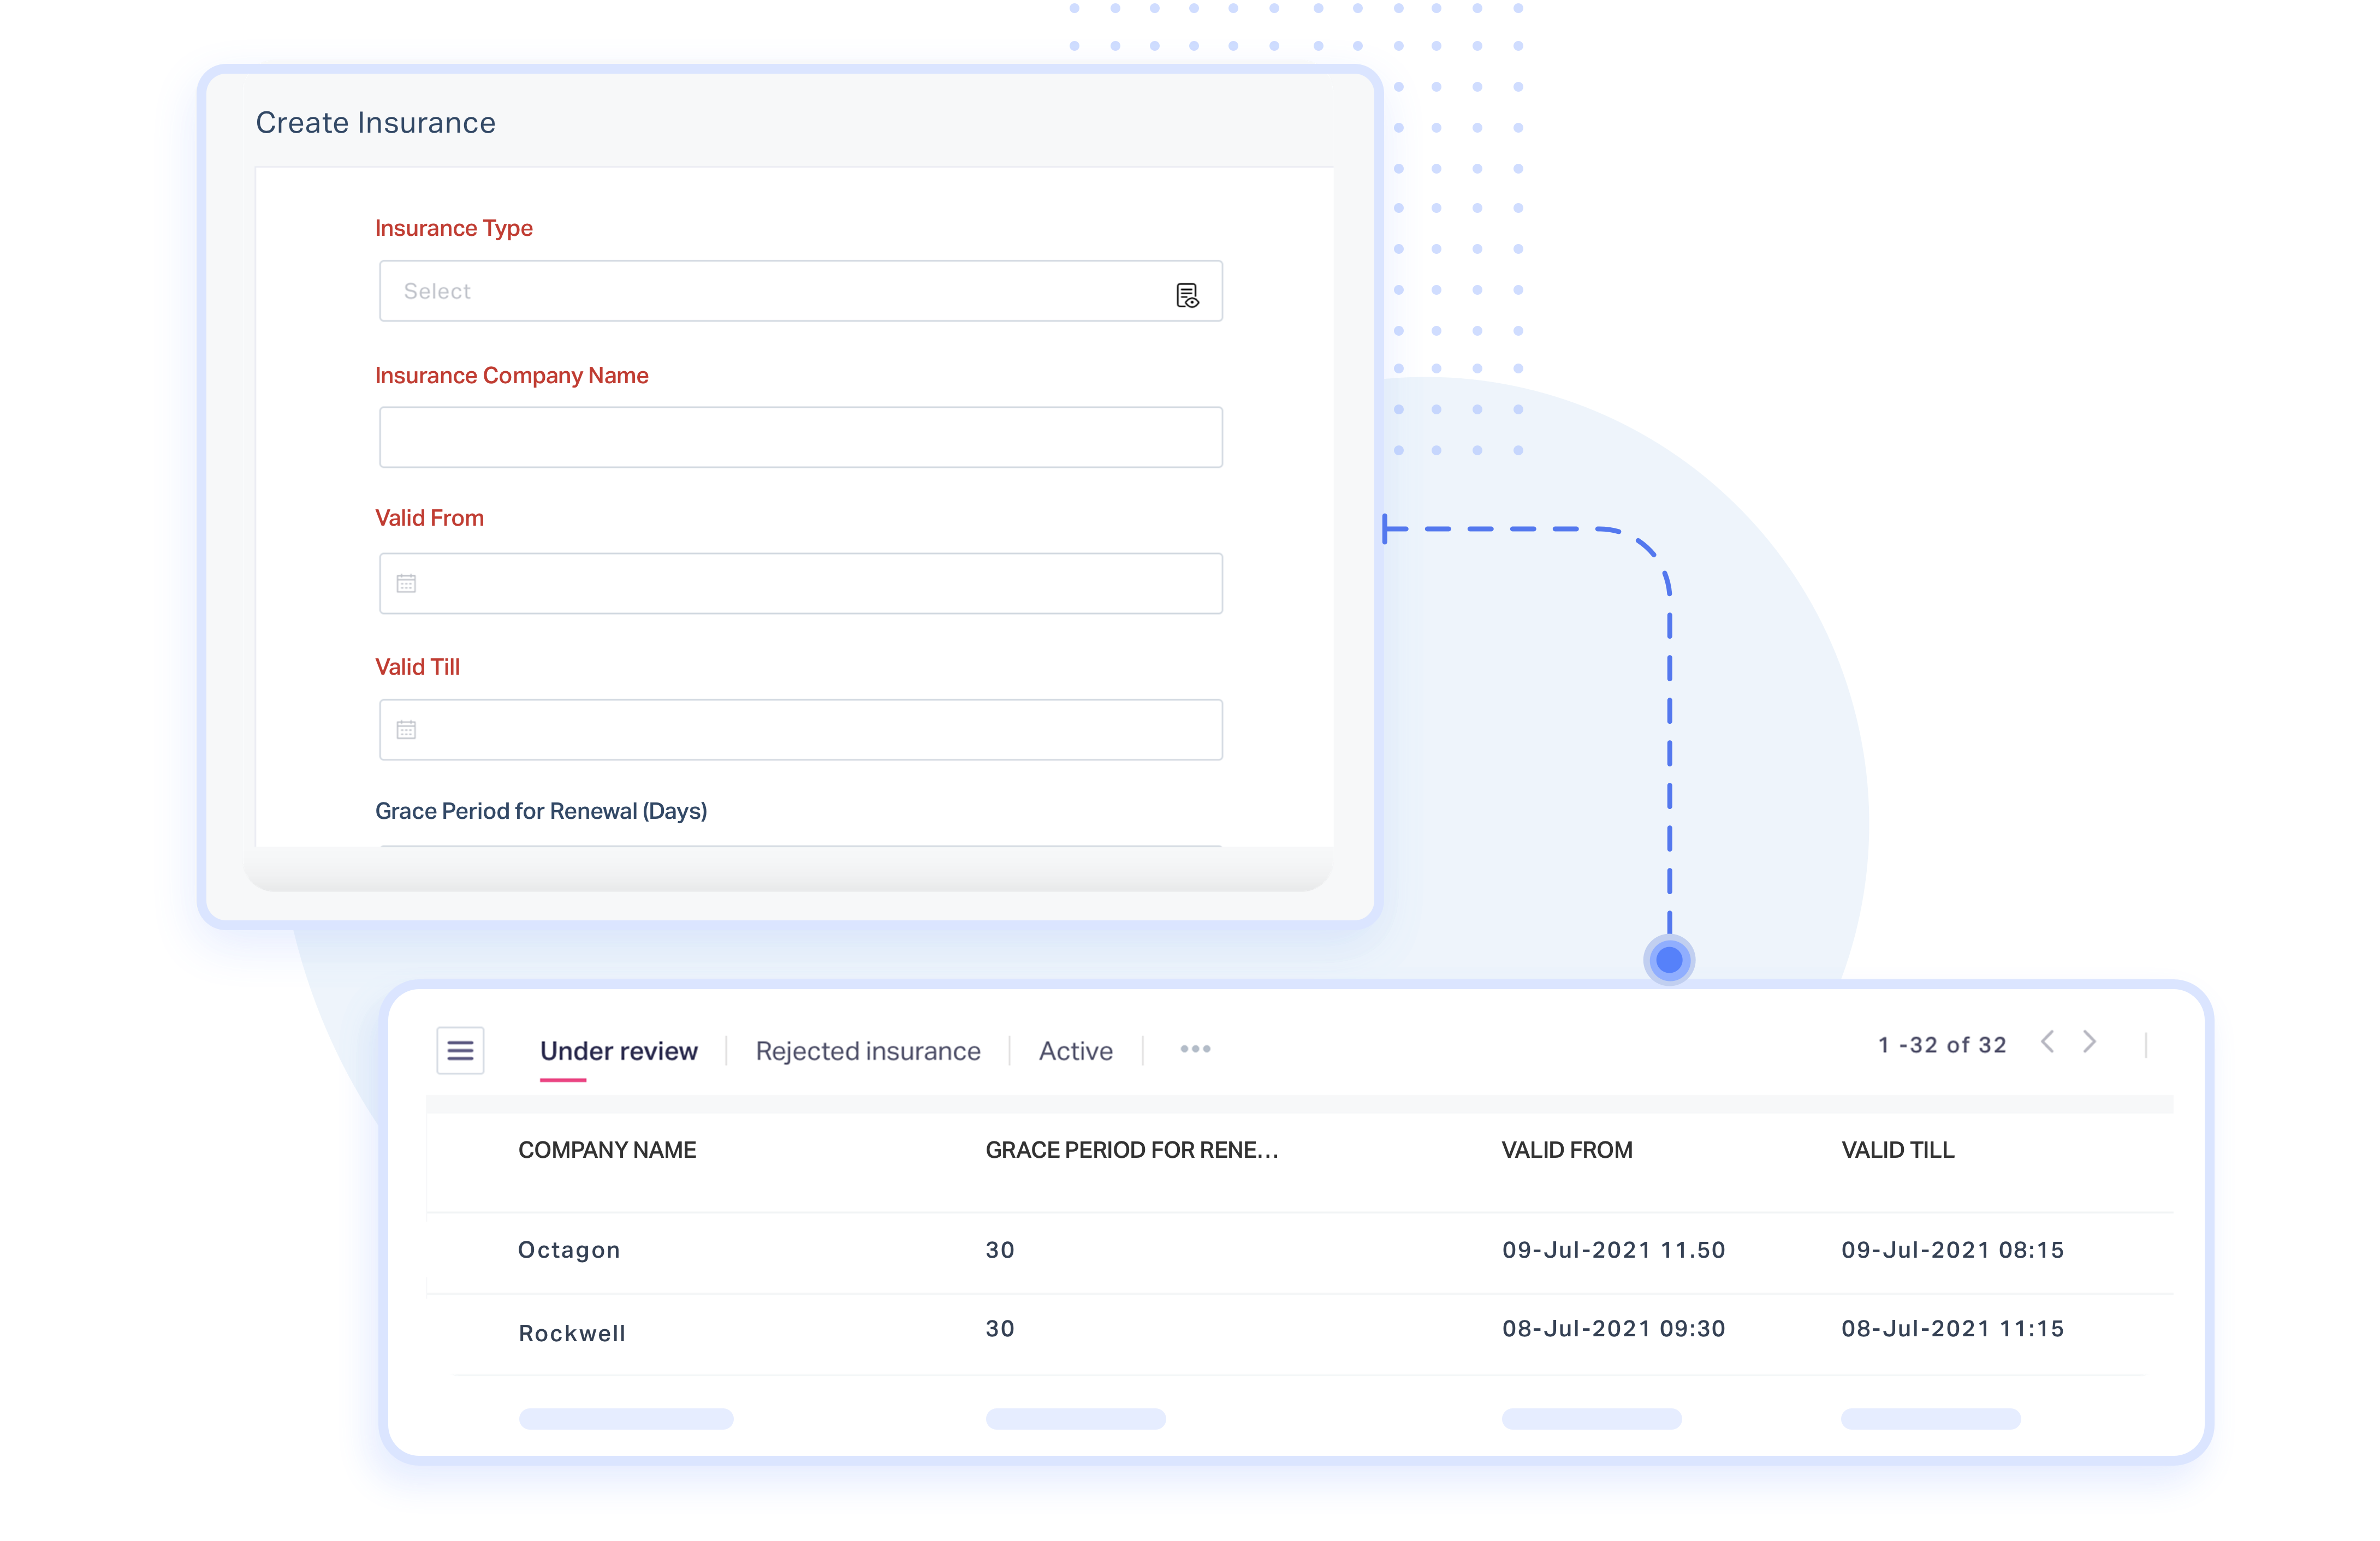 Create Insurance
Insurance Type
Select
Insurance Company Name
Valid From
Valid Till
Grace Period for Renewal (Days)
Under review
Rejected insurance
Active
1 -32 of 32
COMPANY NAME GRACE PERIOD FOR RENE... VALID FROM VALID TILL
Octagon 30 09-Jul-2021 11.50 09-Jul-2021 08:15
Rockwell 30 08-Jul-2021 09:30 08-Jul-2021 11:15